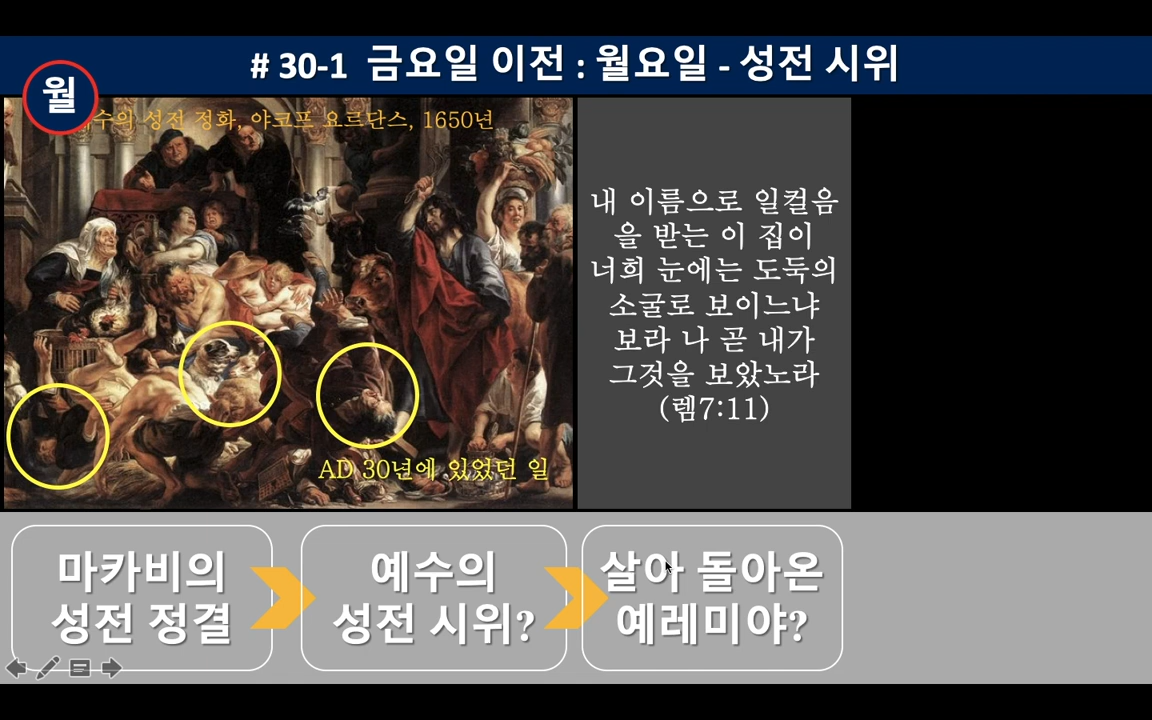 # 30-1 금요일 이전 : 월요일 - 성전 시위
월
수의 성전 정화, 야코프 요르단스, 1650년
내 이름으로 일컬음
을 받는 이 집이
너희 눈에는 도둑의
소굴로 보이느냐
보라 나 곧 내가
그것을 보았노라
(렘7:11)
AD 30년에 있었던 일
마카비의
성전 정결
예수의
성전 시위?
살아 돌아온
예레미야?